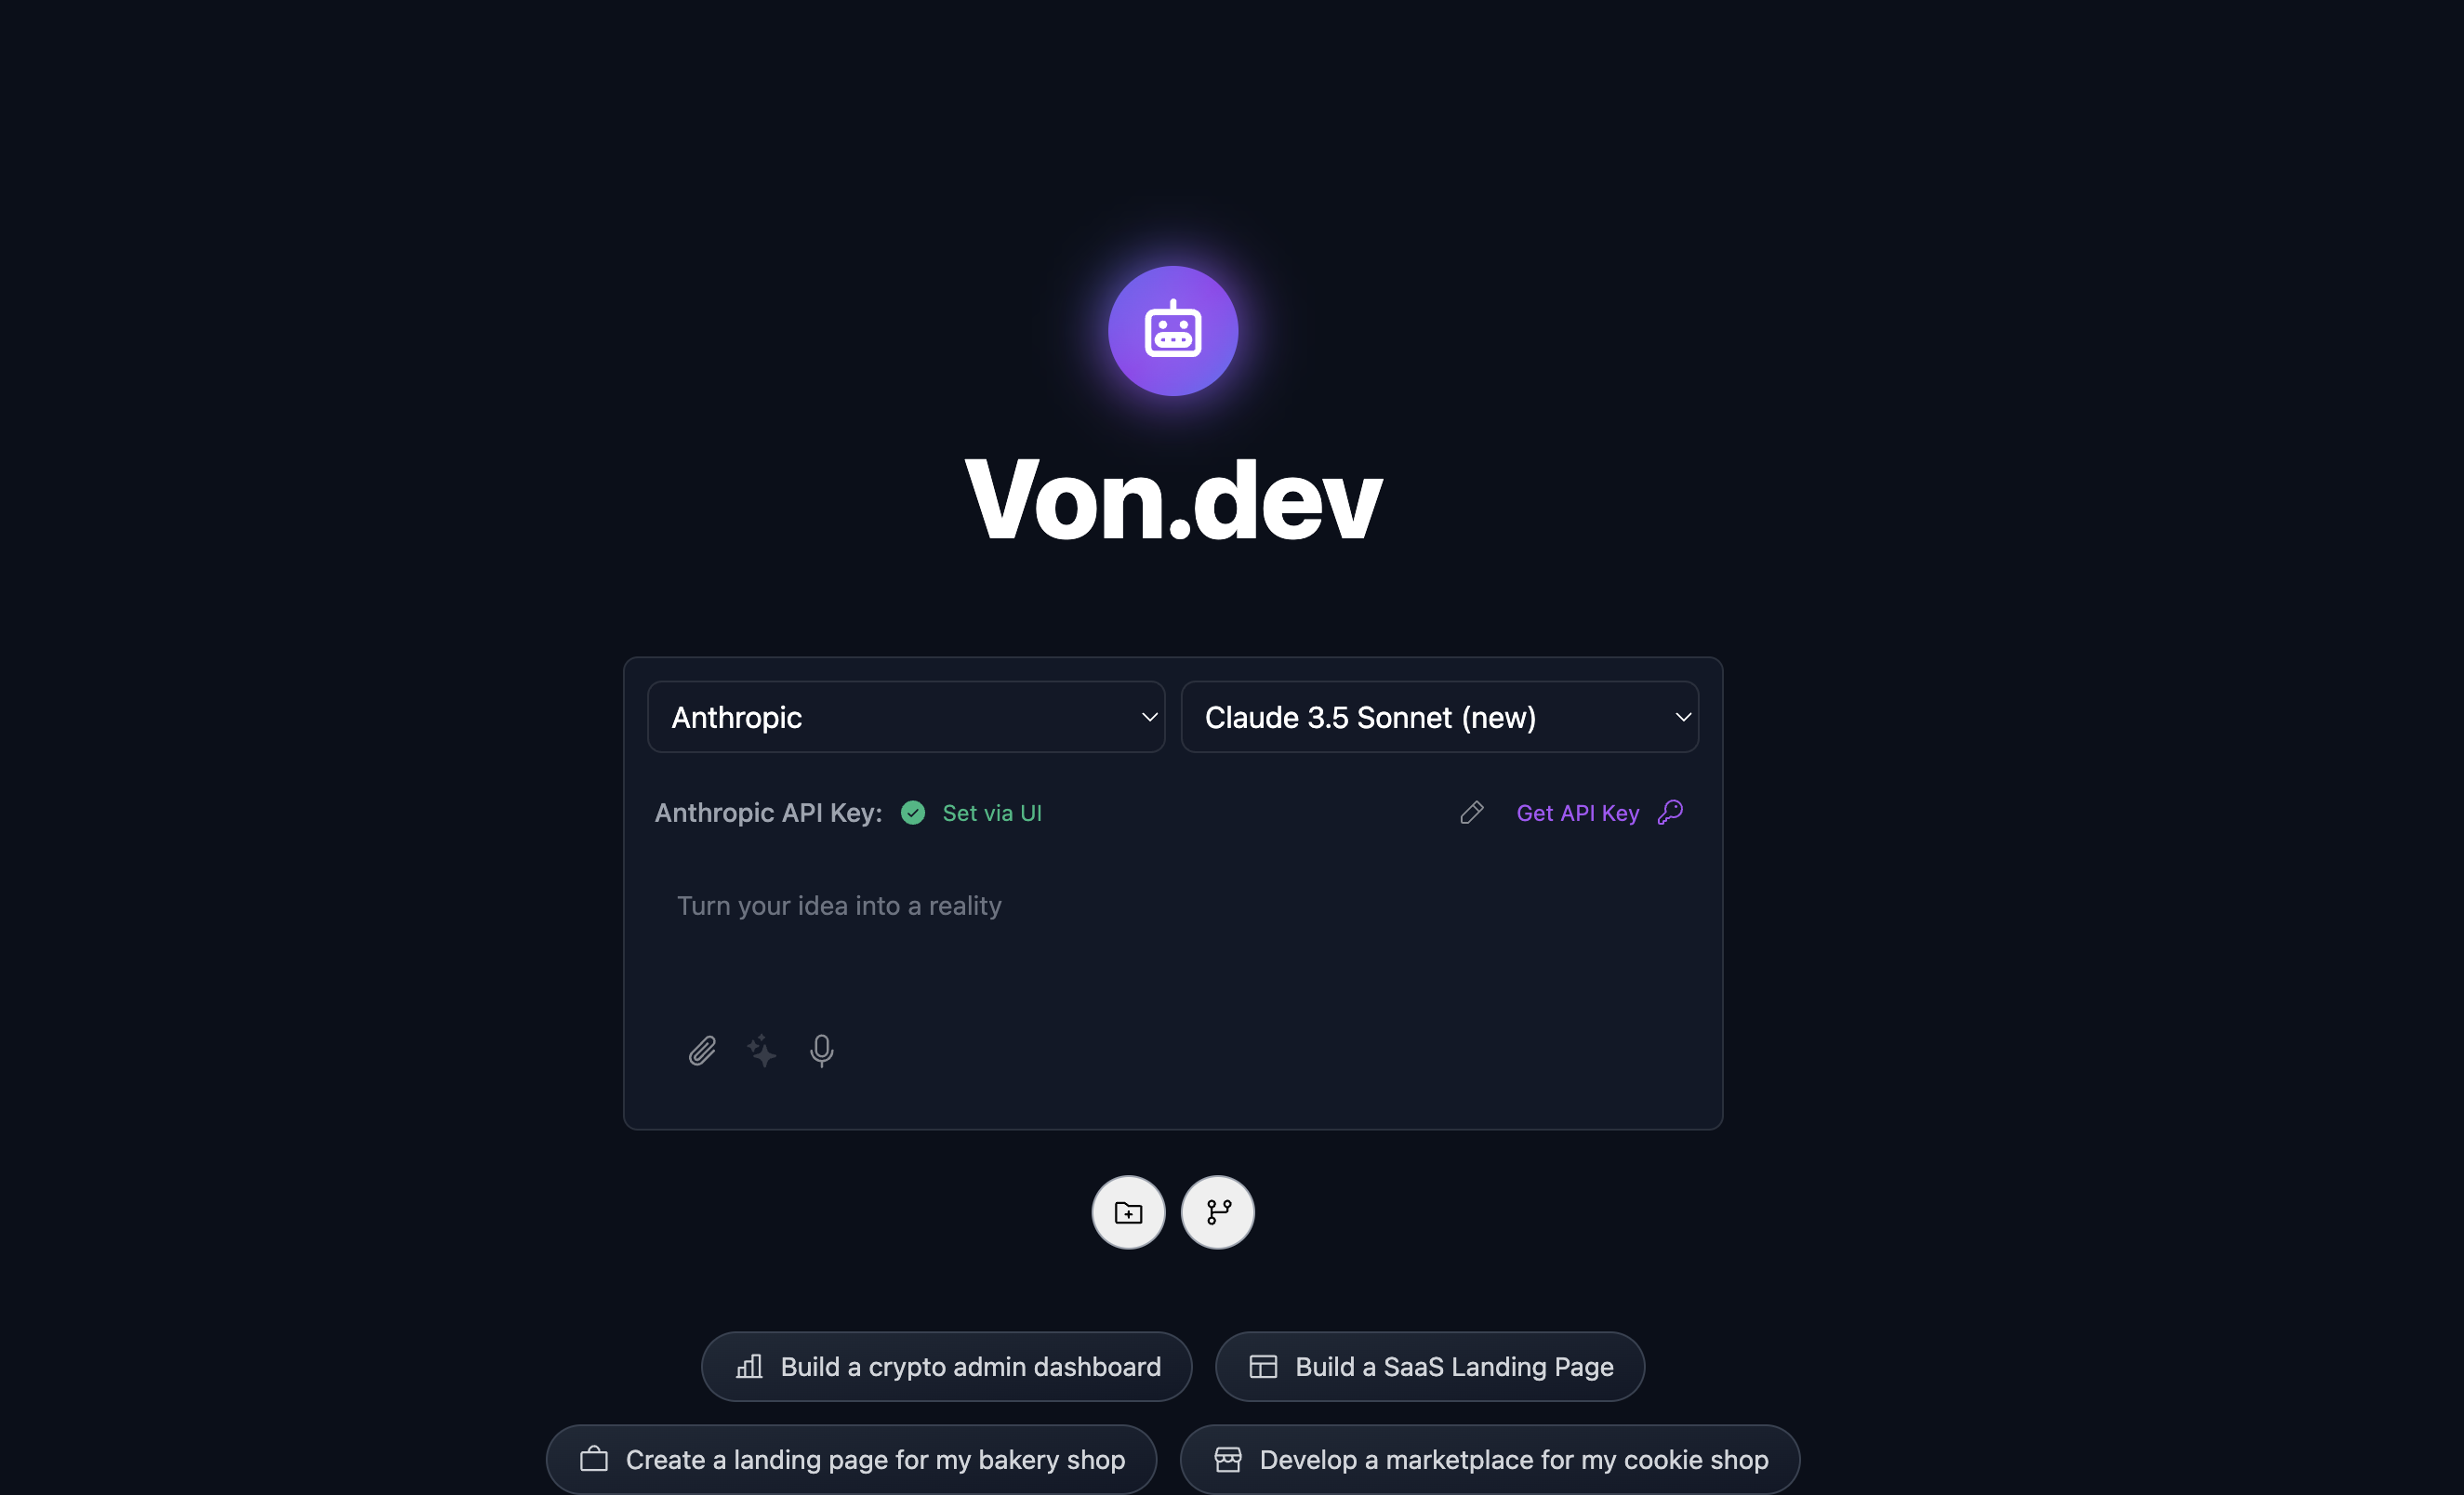 Von.dev
Anthropic
Claude 3.5 Sonnet (new)
Anthropic API Key:
Set via UI
Get API Key
Turn your idea into a reality
Build a crypto admin dashboard
Build a SaaS Landing Page
Create a landing page for my bakery shop
Develop a marketplace for my cookie shop